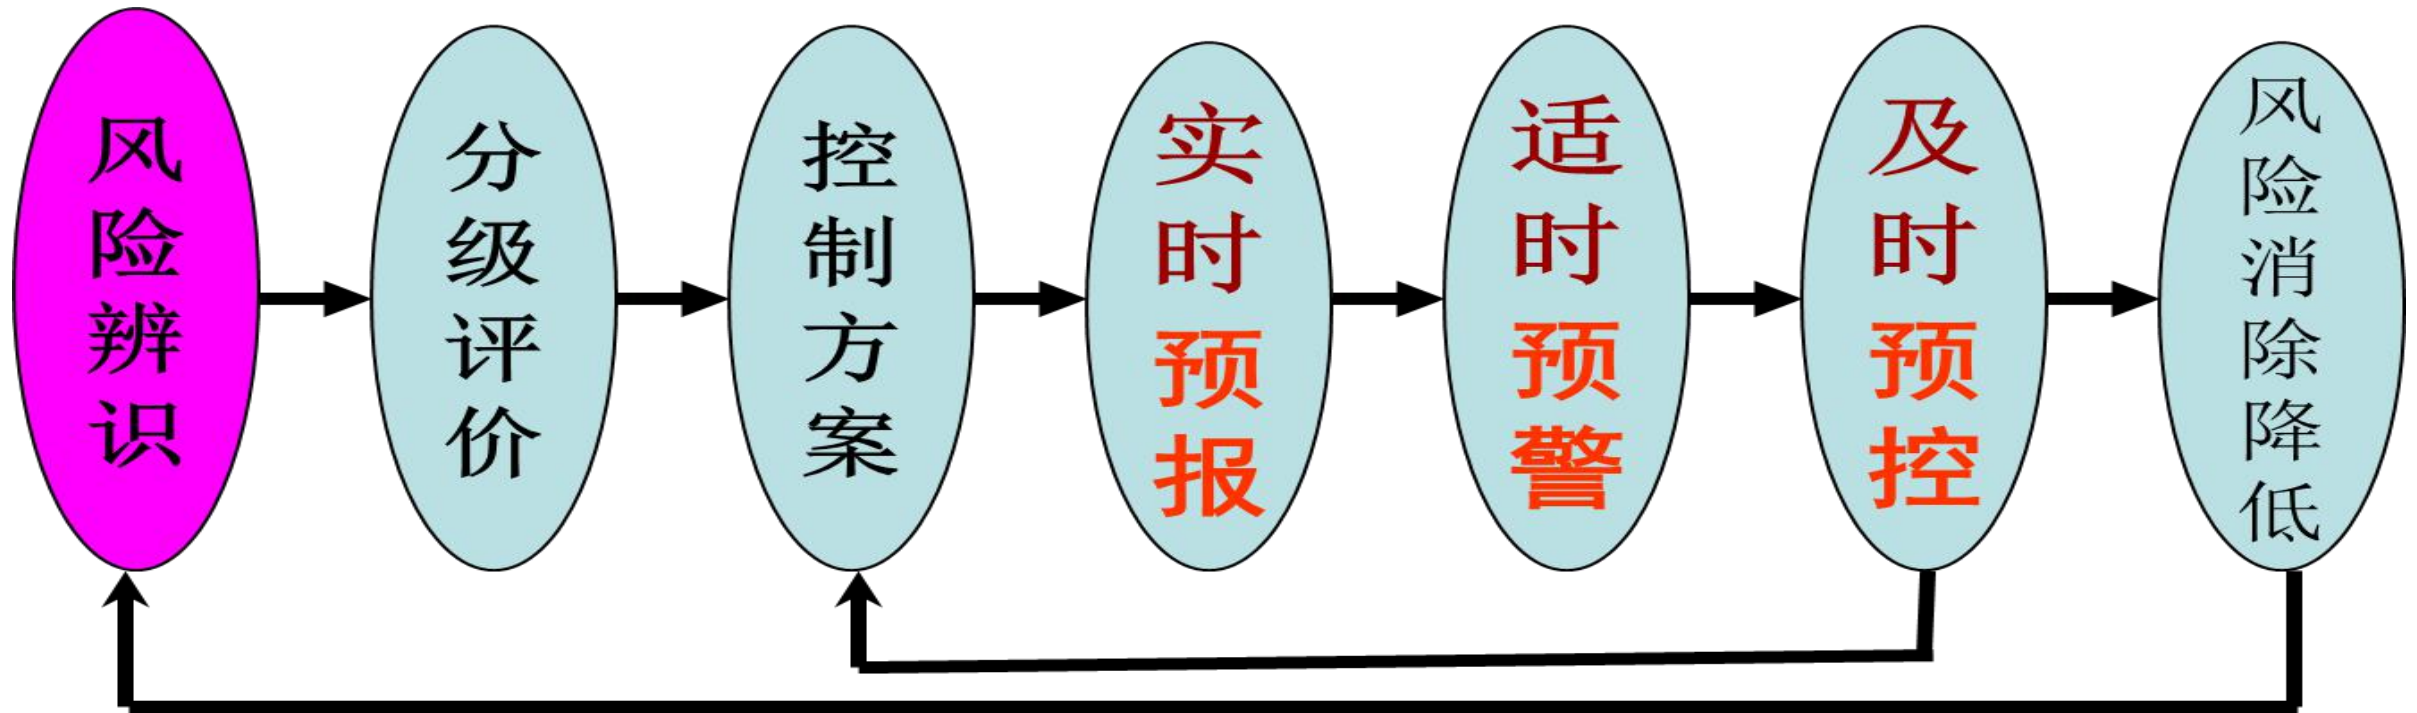 风险辨识
分级评价
控制方案
实时预报
适时预警
及时预控
风险消除降低